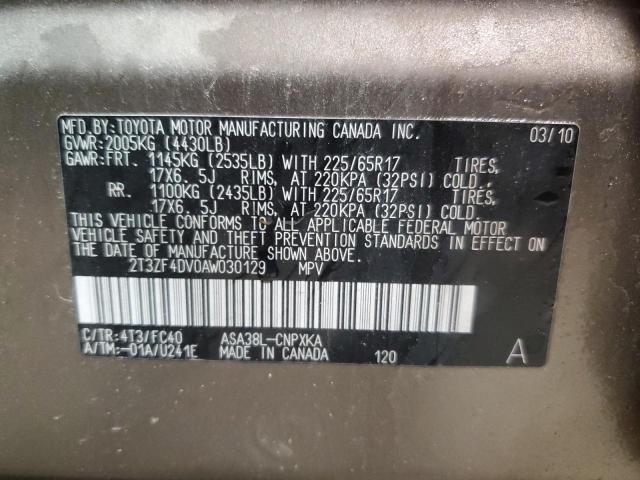 MFD.BY:TOYOTA MOTOR MANUFACTURING CANADA INC. 03/10
GVWR:2005KG (4430LB)
GAWR:FRT. 1145KG (2535LB) WITH 225/65R17 TIRES,
17X6.5J RIMS, AT 220KPA (32PSI) COLD.
RR. 1100KG (2435LB) WITH 225/65R17 TIRES,
17X6.5J RIMS, AT 220KPA (32PSI) COLD.
THIS VEHICLE CONFORMS TO ALL APPLICABLE FEDERAL MOTOR
VEHICLE SAFETY AND THEFT PREVENTION STANDARDS IN EFFECT ON
THE DATE OF MANUFACTURE SHOWN ABOVE.
2T3ZF4DV0AW030129 MPV
C/TR:4T3/FC40 ASA38L-CNPXKA
A/TM:-01A/U241E MADE IN CANADA 120 A